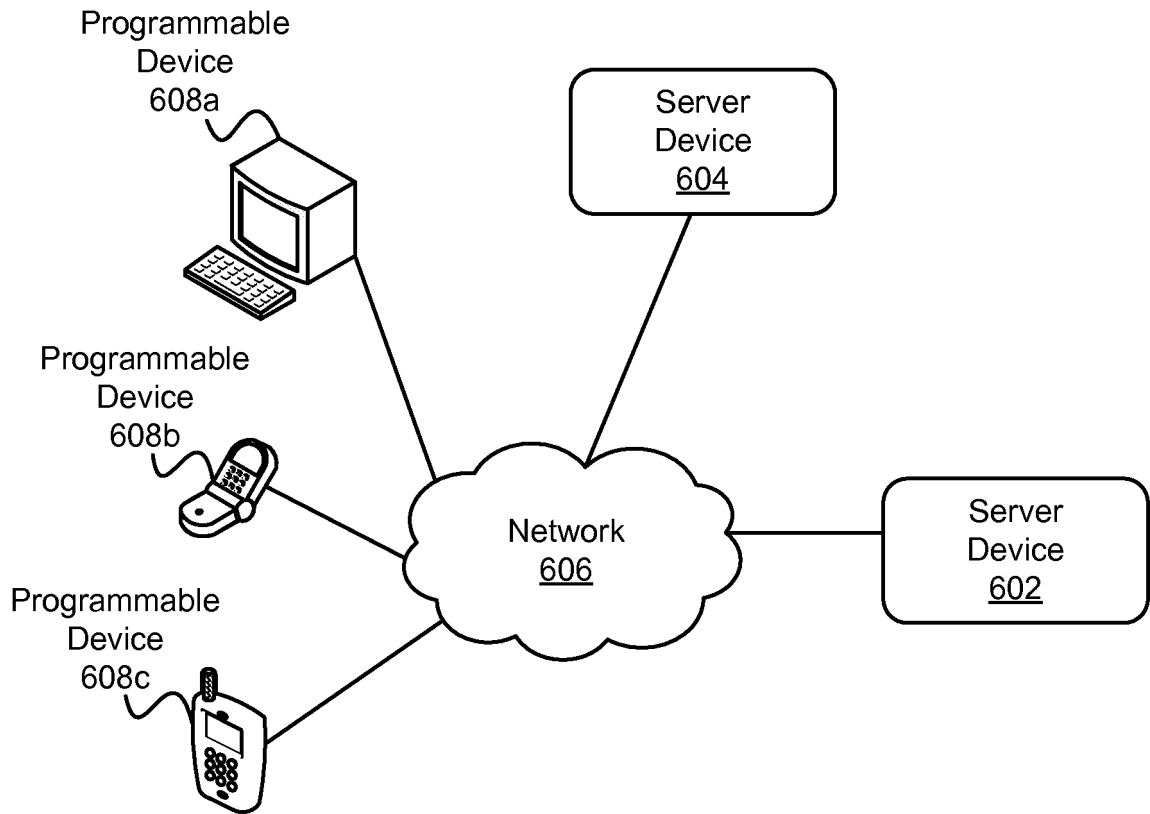 Programmable
Device
608a
Server
Device
604
Programmable
Device
608b
Network
606
Server
Device
602
Programmable
Device
608c